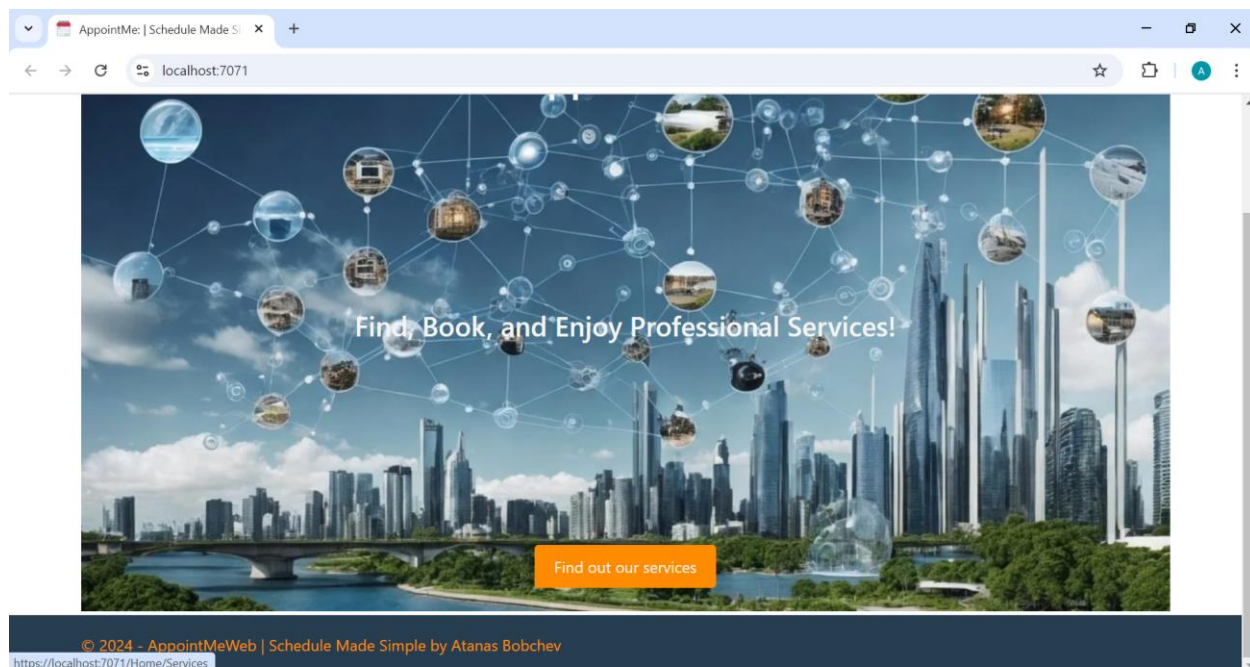 AppointMe: | Schedule Made Si
localhost:7071
A
Find, Book, and Enjoy Professional Services!
Find out our services
© 2024 - AppointMeWeb | Schedule Made Simple by Atanas Bobchev
https://localhost:7071/Home/Services